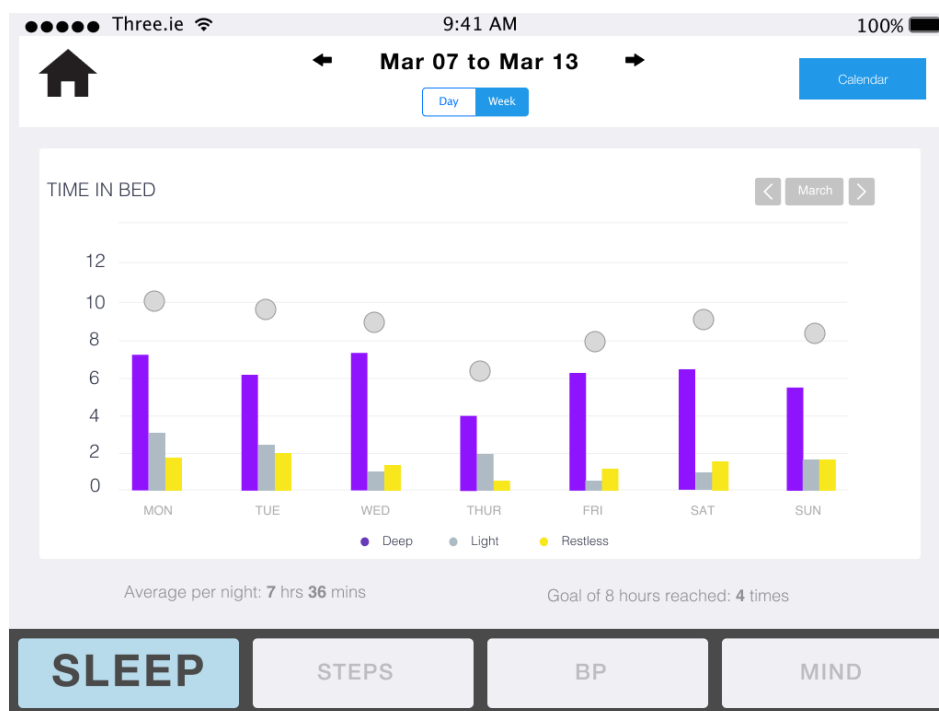 Three.ie 9:41 AM 100%
Mar 07 to Mar 13
Calendar
Day Week
TIME IN BED
March
12
10
8
6
4
2
0
MON TUE WED THUR FRI SAT SUN
Deep Light Restless
Average per night: 7 hrs 36 mins
Goal of 8 hours reached: 4 times
SLEEP STEPS BP MIND